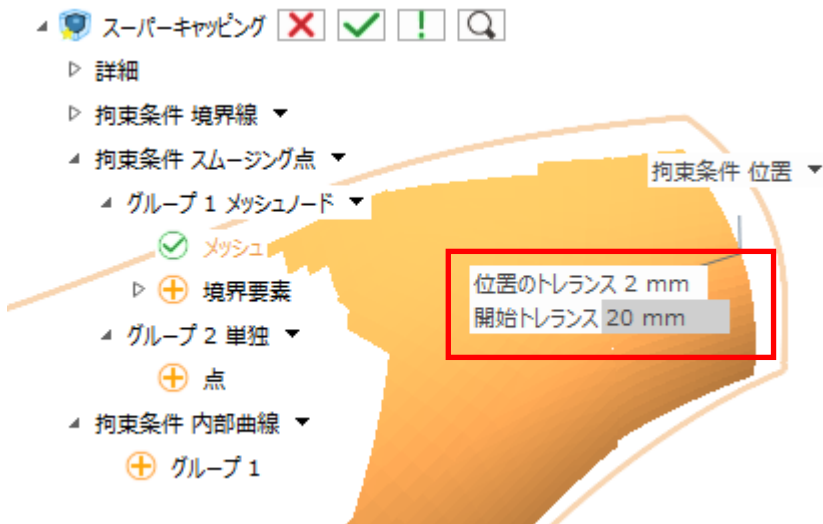 スーパーキャッピング
詳細
拘束条件 境界線
拘束条件 スムージング点
拘束条件 位置
グループ 1 メッシュノード
メッシュ
位置のトレランス 2 mm
境界要素
開始トレランス 20 mm
グループ 2 単独
点
拘束条件 内部曲線
グループ 1